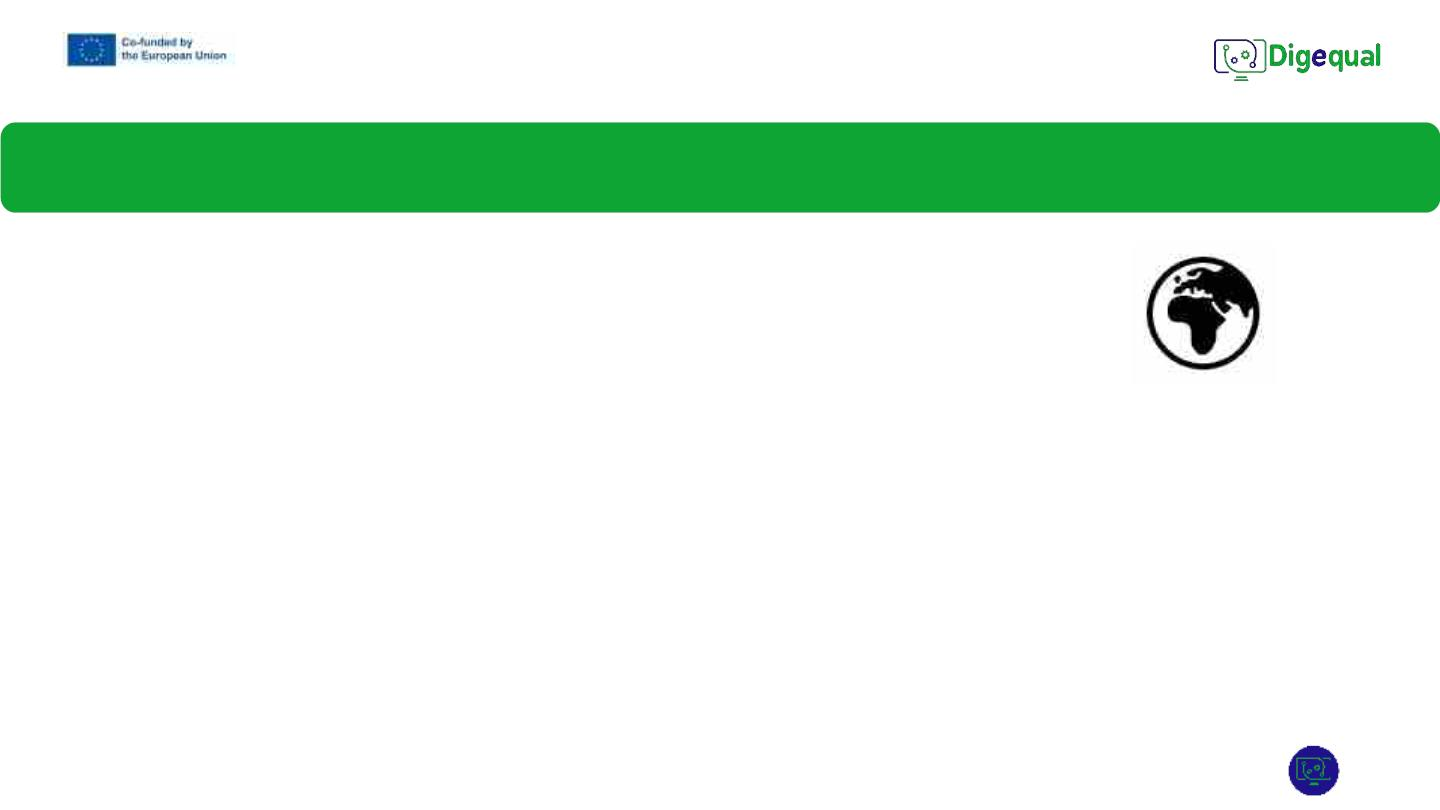 Co-funded by
the European Union
Digequal